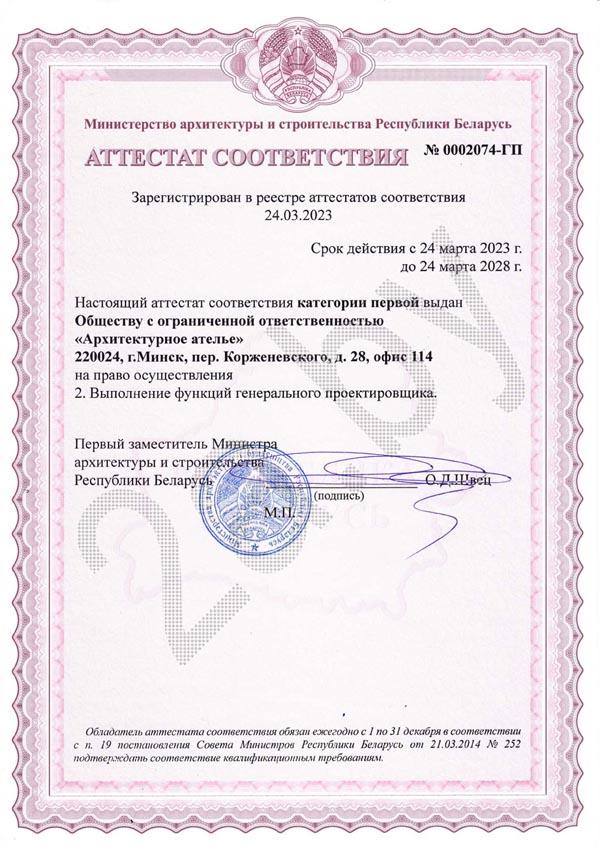 Министерство архитектуры и строительства Республики Беларусь
АТТЕСТАТ СООТВЕТСТВИЯ № 0002074-ГП
Зарегистрирован в реестре аттестатов соответствия
24.03.2023
Срок действия с 24 марта 2023 г.
до 24 марта 2028 г.
Настоящий аттестат соответствия категории первой выдан
Обществу с ограниченной ответственностью
«Архитектурное ателье»
220024, г.Минск, пер. Корженевского, д. 28, офис 114
на право осуществления
2. Выполнение функций генерального проектировщика.
Первый заместитель Министра
архитектуры и строительства
Республики Беларусь
О.Д.Швец
(подпись)
М.П.
Обладатель аттестата соответствия обязан ежегодно с 1 по 31 декабря в соответствии
с п. 19 постановления Совета Министров Республики Беларусь от 21.03.2014 № 252
подтверждать соответствие квалификационным требованиям.